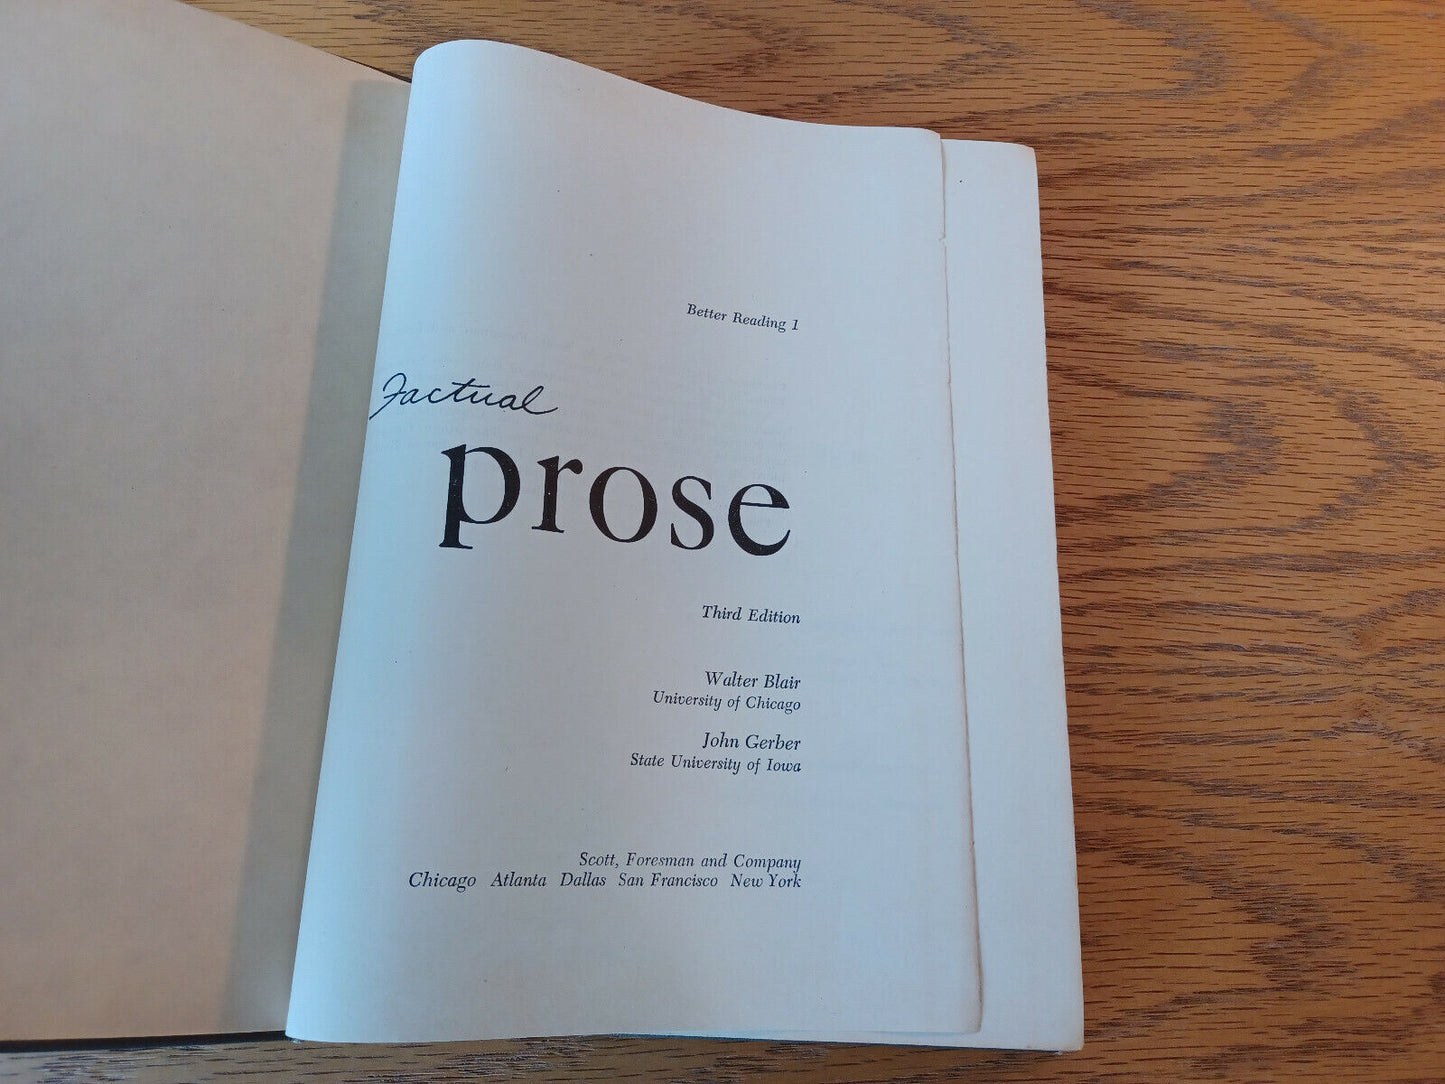 Better Reading 1
Factual
prose
Third Edition
Walter Blair
University of Chicago
John Gerber
State University of Iowa
Scott, Foresman and Company
Chicago Atlanta Dallas San Francisco New York